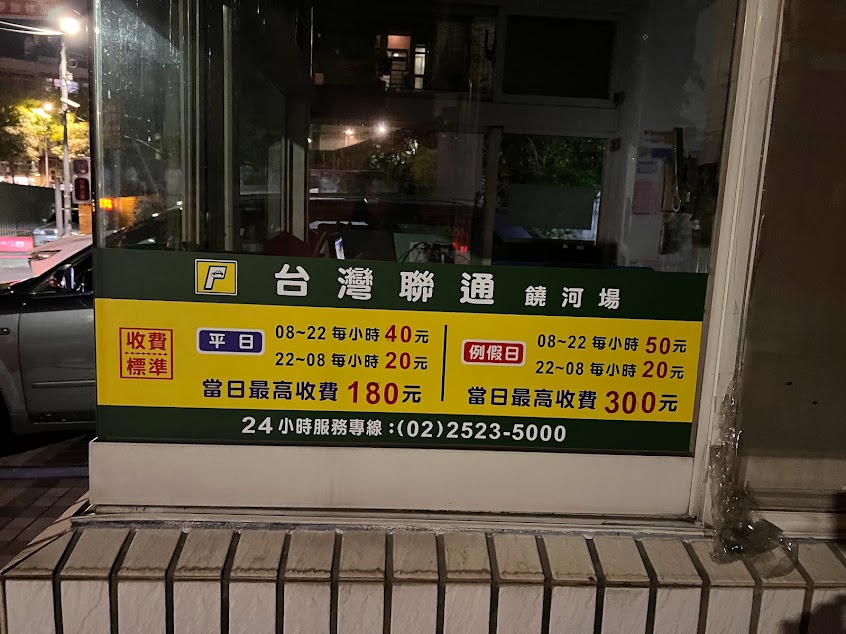 台灣聯通 饒河場
收費標準
平日
08~22 每小時40元
22~08 每小時20元
當日最高收費180元
例假日
08~22 每小時50元
22~08 每小時20元
當日最高收費300元
24小時服務專線:(02)2523-5000